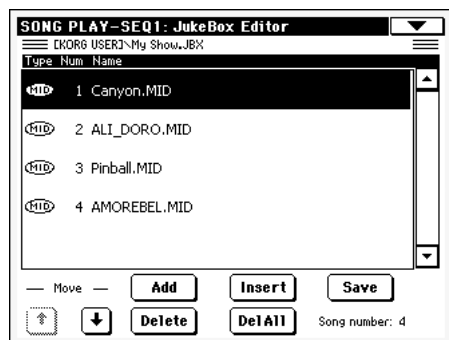 SONG PLAY-SEQ1: JukeBox Editor
[KORG USER]\My Show.JBX
Type Num Name
MID 1 Canyon.MID
MID 2 ALI_DORO.MID
MID 3 Pinball.MID
MID 4 AMOREBEL.MID
— Move — Add Insert Save
Delete DelAll Song number: 4